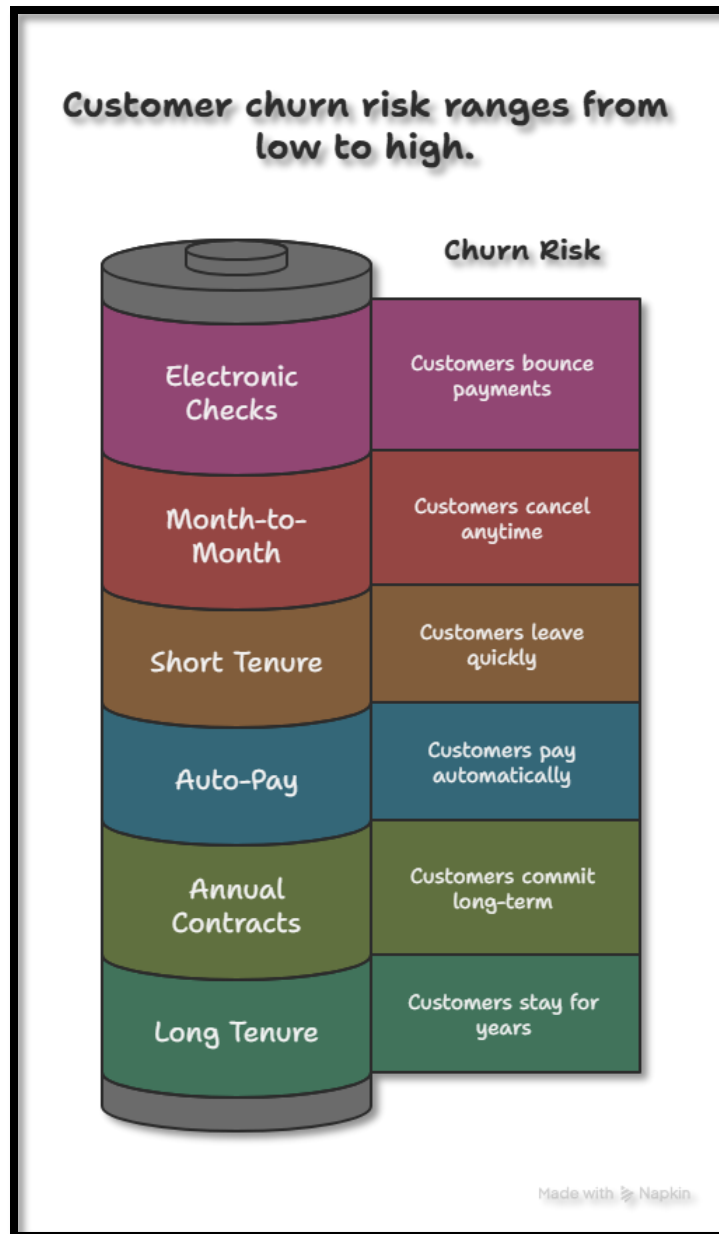 Customer churn risk ranges from
low to high.
Churn Risk
Electronic
Checks
Customers bounce
payments
Month-to-
Month
Customers cancel
anytime
Short Tenure
Customers leave
quickly
Auto-Pay
Customers pay
automatically
Annual
Contracts
Customers commit
long-term
Long Tenure
Customers stay for
years
Made with Napkin